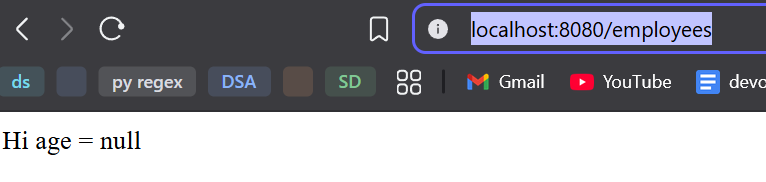 localhost:8080/employees
ds py regex DSA SD Gmail YouTube devo
Hi age = null